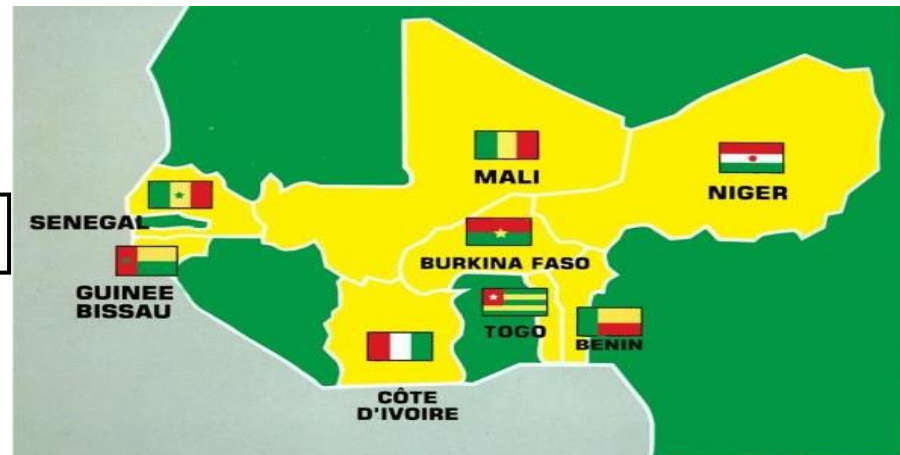 MALI
NIGER
SENEGAL
BURKINA FASO
GUINEE
BISSAU
TOGO
BENIN
CÔTE
D'IVOIRE